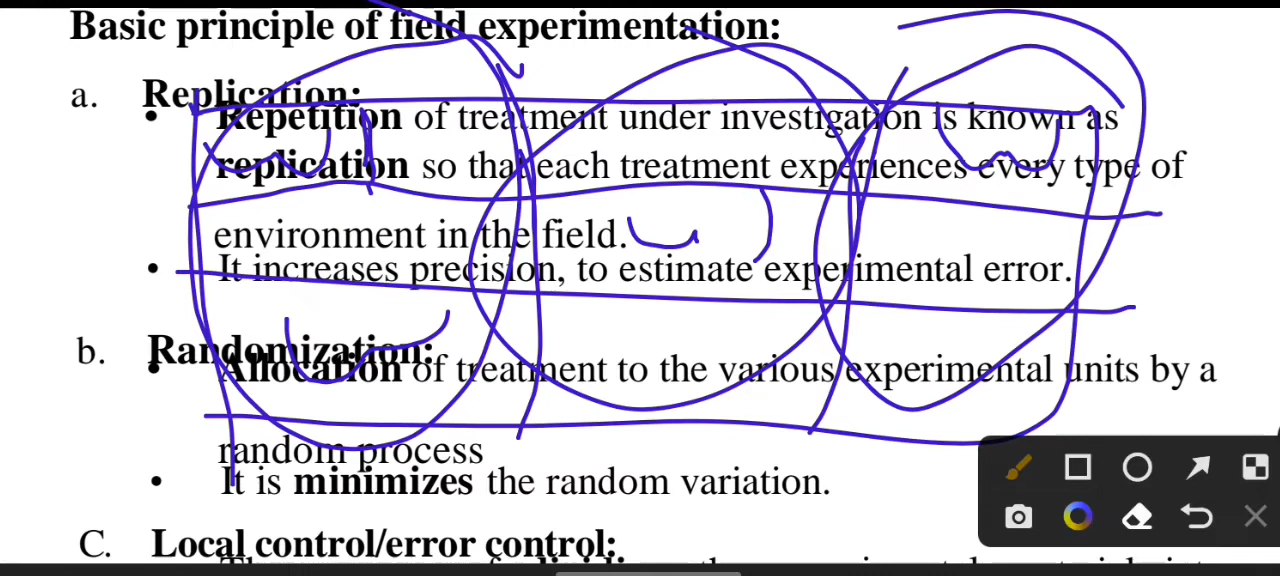 Basic principle of field experimentation:
a. Replication:
• Repetition of treatment under investigation is known as
replication so that each treatment experiences every type of
environment in the field.
• It increases precision, to estimate experimental error.
b. Randomization:
• Allocation of treatment to the various experimental units by a
random process
• It is minimizes the random variation.
C. Local control/error control: